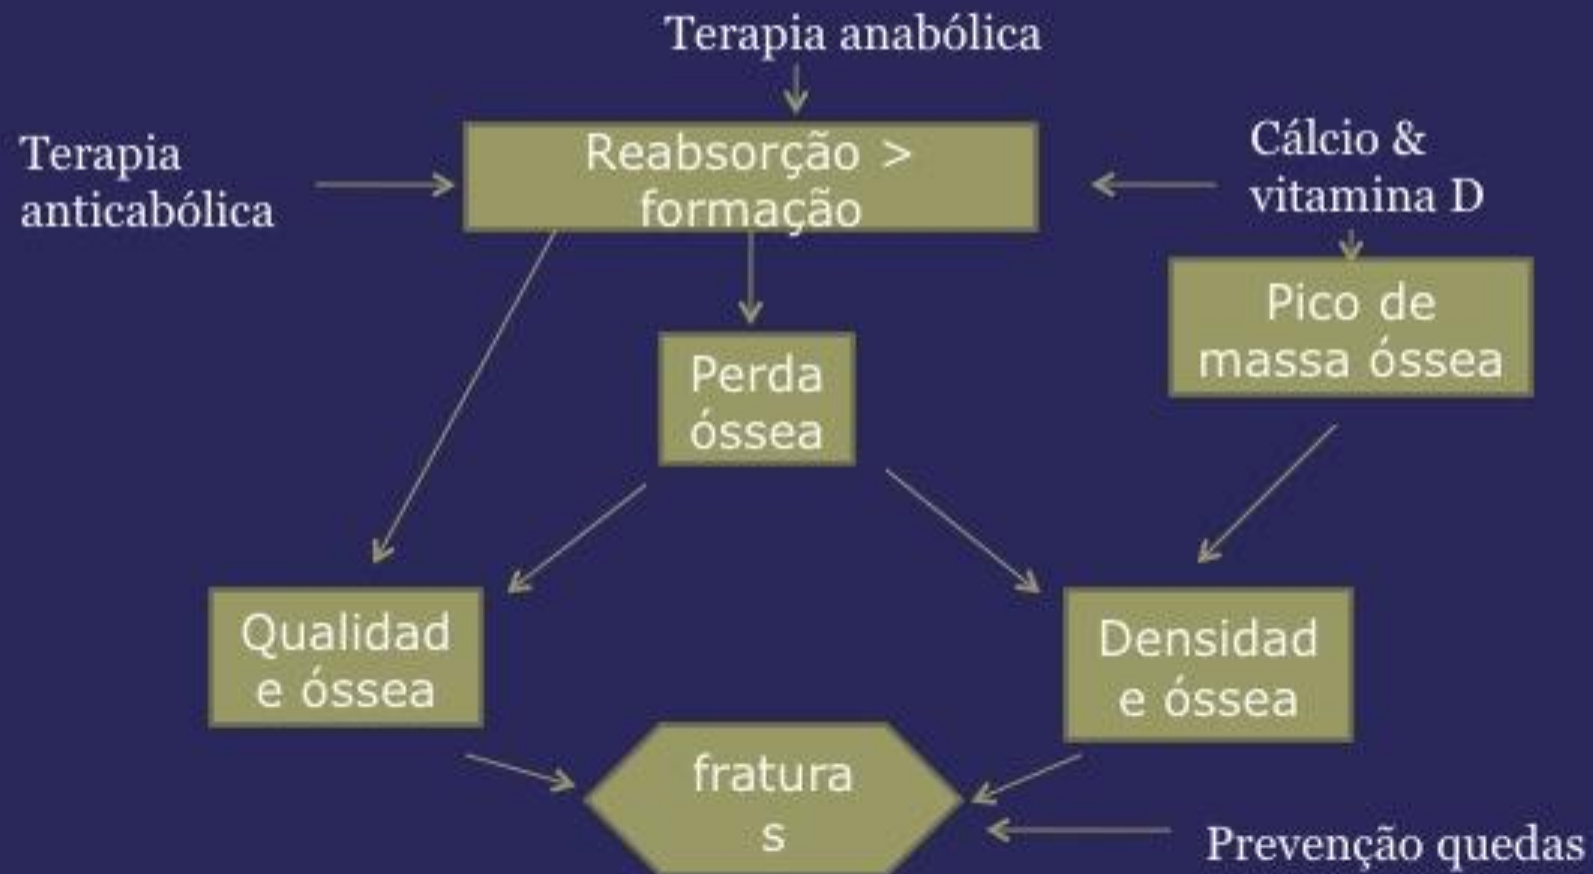 Terapia anabólica
Terapia
anticabólica
Reabsorção >
formação
Cálcio &
vitamina D
Pico de
massa óssea
Perda
óssea
Qualidad
e óssea
Densidad
e óssea
fratura
s
Prevenção quedas